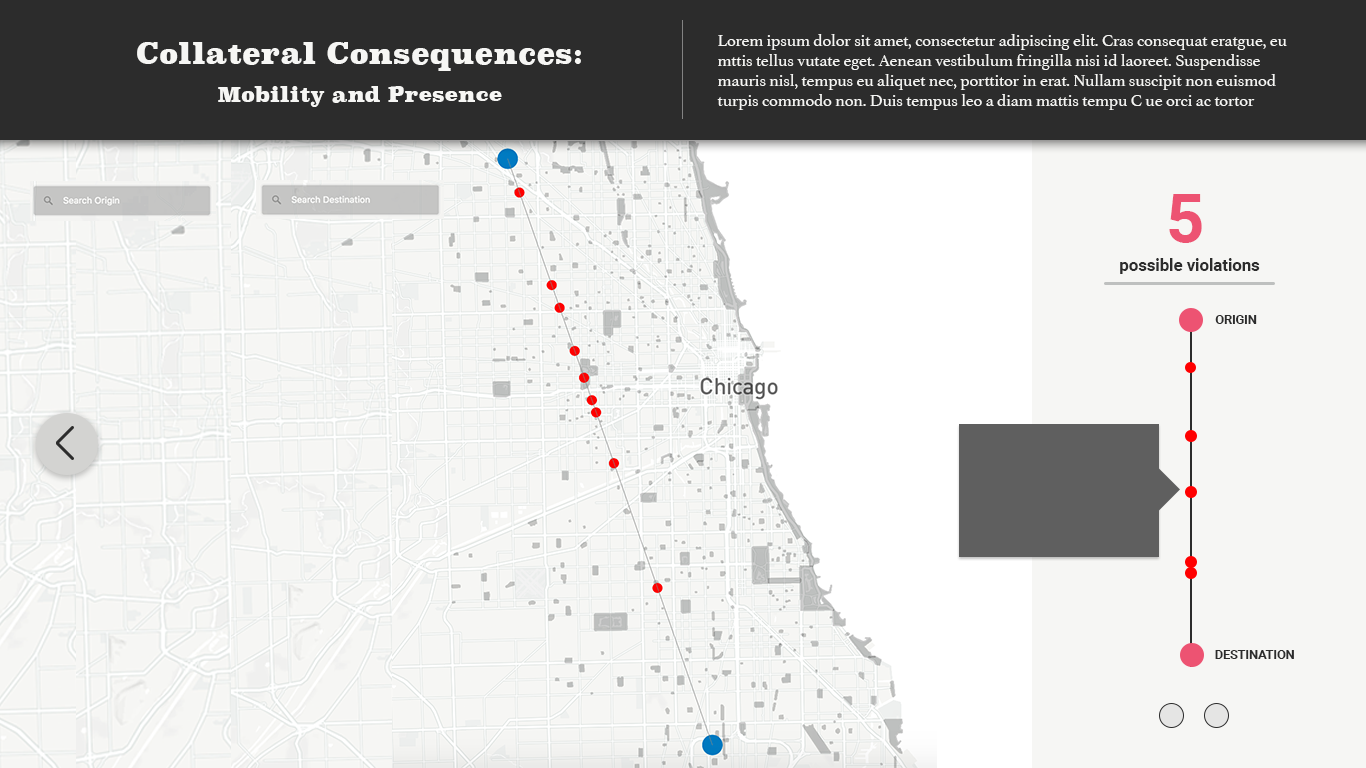 Collateral Consequences:
Mobility and Presence
Lorem ipsum dolor sit amet, consectetur adipiscing elit. Cras consequat eratgue, eu
mttis tellus vutate eget. Aenean vestibulum fringilla nisi id laoreet. Suspendisse
mauris nisl, tempus eu aliquet nec, porttitor in erat. Nullam suscipit non euismod
turpis commodo non. Duis tempus leo a diam mattis tempu C ue orci ac tortor
Search Origin
Search Destination
Chicago
5
possible violations
ORIGIN
DESTINATION